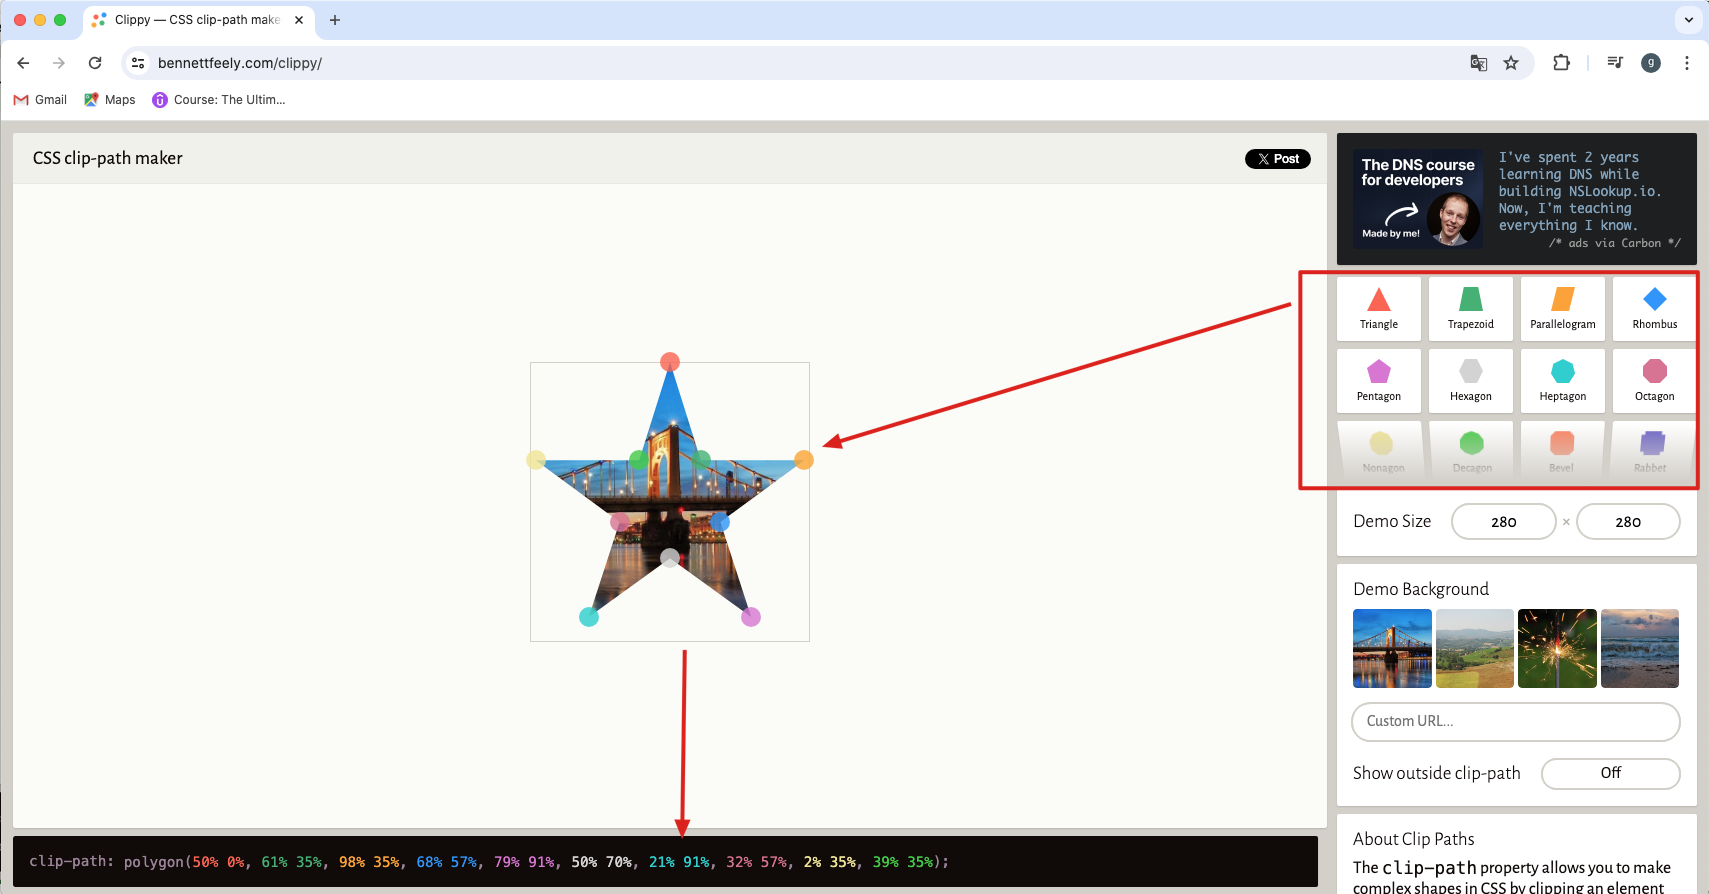 Clippy — CSS clip-path make
bennettfeely.com/clippy/
g
Gmail
Maps
Course: The Ultim...
CSS clip-path maker
Post
The DNS course
for developers
Made by me!
I've spent 2 years
learning DNS while
building NSLookup.io.
Now, I'm teaching
everything I know.
/* ads via Carbon */
Triangle
Trapezoid
Parallelogram
Rhombus
Pentagon
Hexagon
Heptagon
Octagon
Nonagon
Decagon
Bevel
Rabbet
Demo Size
280
×
280
Demo Background
Custom URL...
Show outside clip-path
Off
About Clip Paths
The clip-path property allows you to make
complex shapes in CSS by clipping an element
clip-path: polygon(50% 0%, 61% 35%, 98% 35%, 68% 57%, 79% 91%, 50% 70%, 21% 91%, 32% 57%, 2% 35%, 39% 35%);